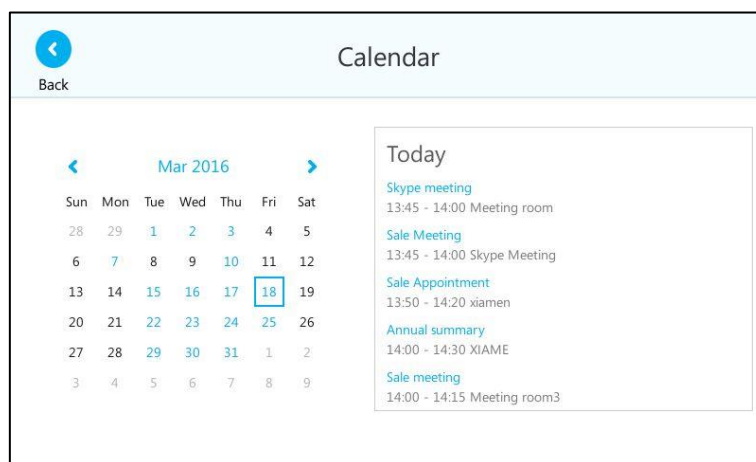 Calendar
Back
Mar 2016
Sun Mon Tue Wed Thu Fri Sat
28 29 1 2 3 4 5
6 7 8 9 10 11 12
13 14 15 16 17 18 19
20 21 22 23 24 25 26
27 28 29 30 31 1 2
3 4 5 6 7 8 9
Today
Skype meeting
13:45 - 14:00 Meeting room
Sale Meeting
13:45 - 14:00 Skype Meeting
Sale Appointment
13:50 - 14:20 xiamen
Annual summary
14:00 - 14:30 XIAME
Sale meeting
14:00 - 14:15 Meeting room3